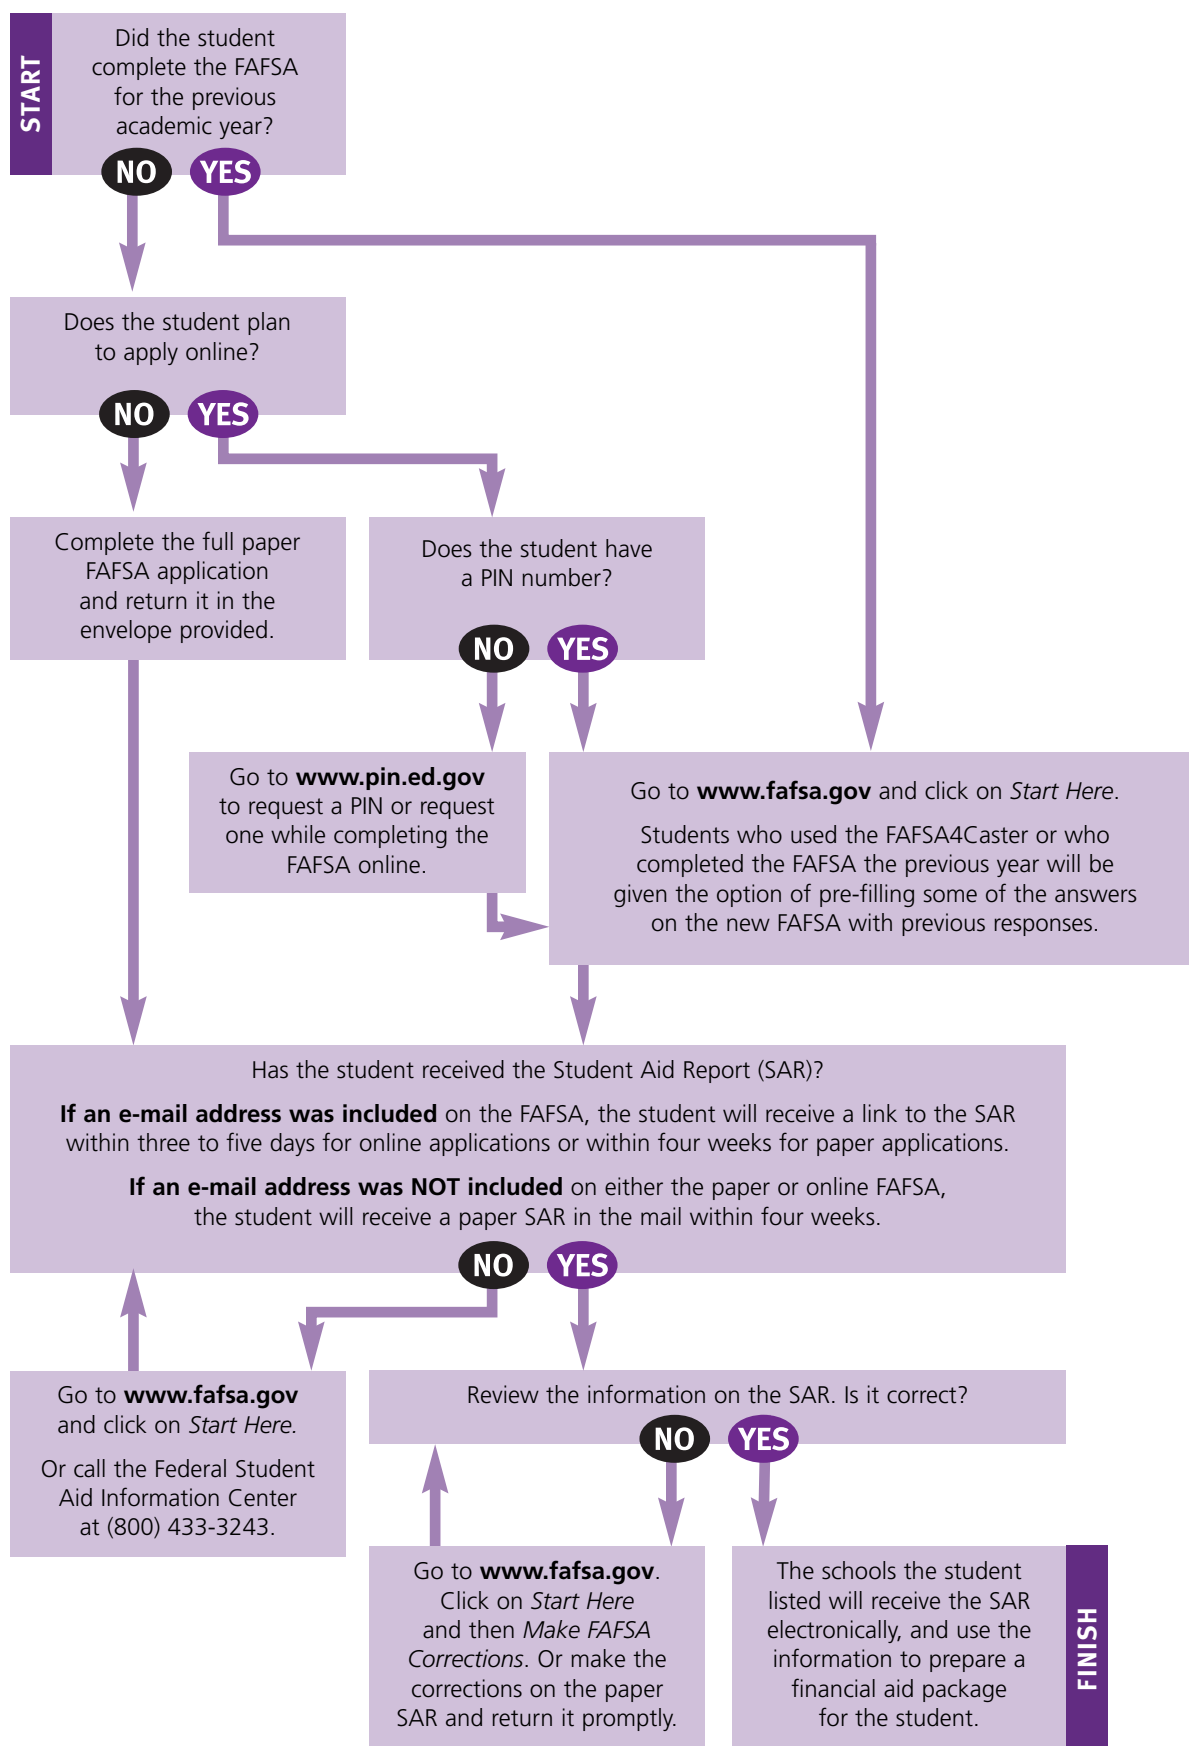 START
Did the student
complete the FAFSA
for the previous
academic year?
NO
YES
Does the student plan
to apply online?
NO
YES
Complete the full paper
FAFSA application
and return it in the
envelope provided.
Does the student have
a PIN number?
NO
YES
Go to www.pin.ed.gov
to request a PIN or request
one while completing the
FAFSA online.
Go to www.fafsa.gov and click on Start Here.
Students who used the FAFSA4Caster or who
completed the FAFSA the previous year will be
given the option of pre-filling some of the answers
on the new FAFSA with previous responses.
Has the student received the Student Aid Report (SAR)?
If an e-mail address was included on the FAFSA, the student will receive a link to the SAR
within three to five days for online applications or within four weeks for paper applications.
If an e-mail address was NOT included on either the paper or online FAFSA,
the student will receive a paper SAR in the mail within four weeks.
NO
YES
Go to www.fafsa.gov
and click on Start Here.
Or call the Federal Student
Aid Information Center
at (800) 433-3243.
Review the information on the SAR. Is it correct?
NO
YES
Go to www.fafsa.gov.
Click on Start Here
and then Make FAFSA
Corrections. Or make the
corrections on the paper
SAR and return it promptly.
The schools the student
listed will receive the SAR
electronically, and use the
information to prepare a
financial aid package
for the student.
FINISH